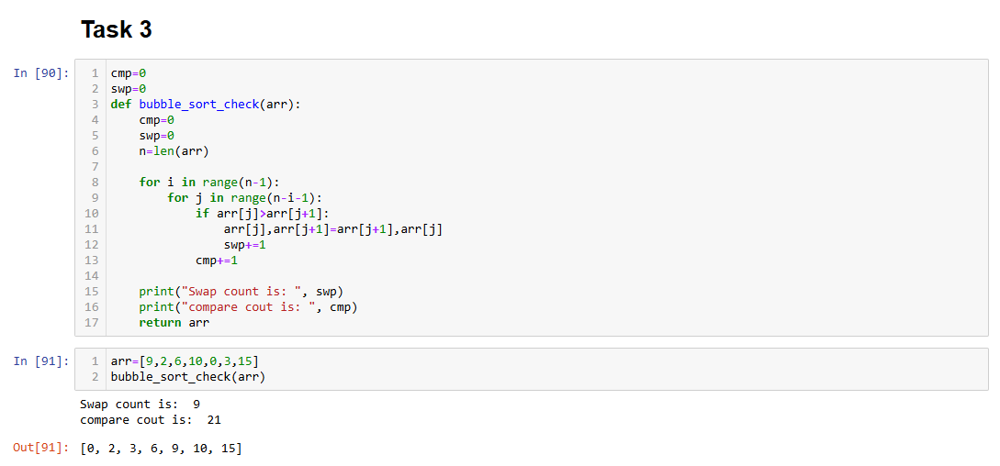 Task 3
In [90]:
1 cmp=0
2 swp=0
3 def bubble_sort_check(arr):
4     cmp=0
5     swp=0
6     n=len(arr)
7
8     for i in range(n-1):
9         for j in range(n-i-1):
10             if arr[j]>arr[j+1]:
11                 arr[j],arr[j+1]=arr[j+1],arr[j]
12                 swp+=1
13             cmp+=1
14
15     print("Swap count is: ", swp)
16     print("compare cout is: ", cmp)
17     return arr
In [91]:
1 arr=[9,2,6,10,0,3,15]
2 bubble_sort_check(arr)
Swap count is:  9
compare cout is:  21
Out[91]: [0, 2, 3, 6, 9, 10, 15]